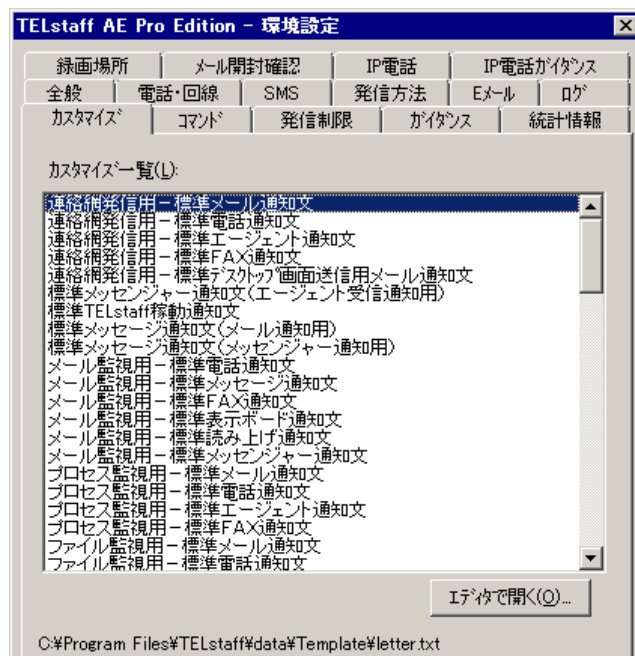 TELstaff AE Pro Edition － 環境設定
録画場所 ﾒｰﾙ開封確認 IP電話 IP電話ｶﾞｲﾀﾞﾝｽ
全般 電話・回線 SMS 発信方法 Eﾒｰﾙ ﾛｸﾞ
ｶｽﾀﾏｲｽﾞ ｺﾏﾝﾄﾞ 発信制限 ｶﾞｲﾀﾞﾝｽ 統計情報
ｶｽﾀﾏｲｽﾞ一覧(L):
連絡網発信用－標準メール通知文
連絡網発信用－標準電話通知文
連絡網発信用－標準エージェント通知文
連絡網発信用－標準FAX通知文
連絡網発信用－標準ﾃﾞｽｸﾄｯﾌﾟ画面送信用メール通知文
標準メッセンジャー通知文(エージェント受信通知用)
標準TELstaff稼動通知文
標準メッセージ通知文(メール通知用)
標準メッセージ通知文(メッセンジャー通知用)
メール監視用－標準電話通知文
メール監視用－標準メッセージ通知文
メール監視用－標準FAX通知文
メール監視用－標準表示ボード通知文
メール監視用－標準読み上げ通知文
メール監視用－標準メッセンジャー通知文
プロセス監視用－標準メール通知文
プロセス監視用－標準電話通知文
プロセス監視用－標準エージェント通知文
プロセス監視用－標準FAX通知文
ファイル監視用－標準メール通知文
ファイル監視用－標準電話通知文
ｴﾃﾞｨﾀで開く(O)...
C:¥Program Files¥TELstaff¥data¥Template¥letter.txt